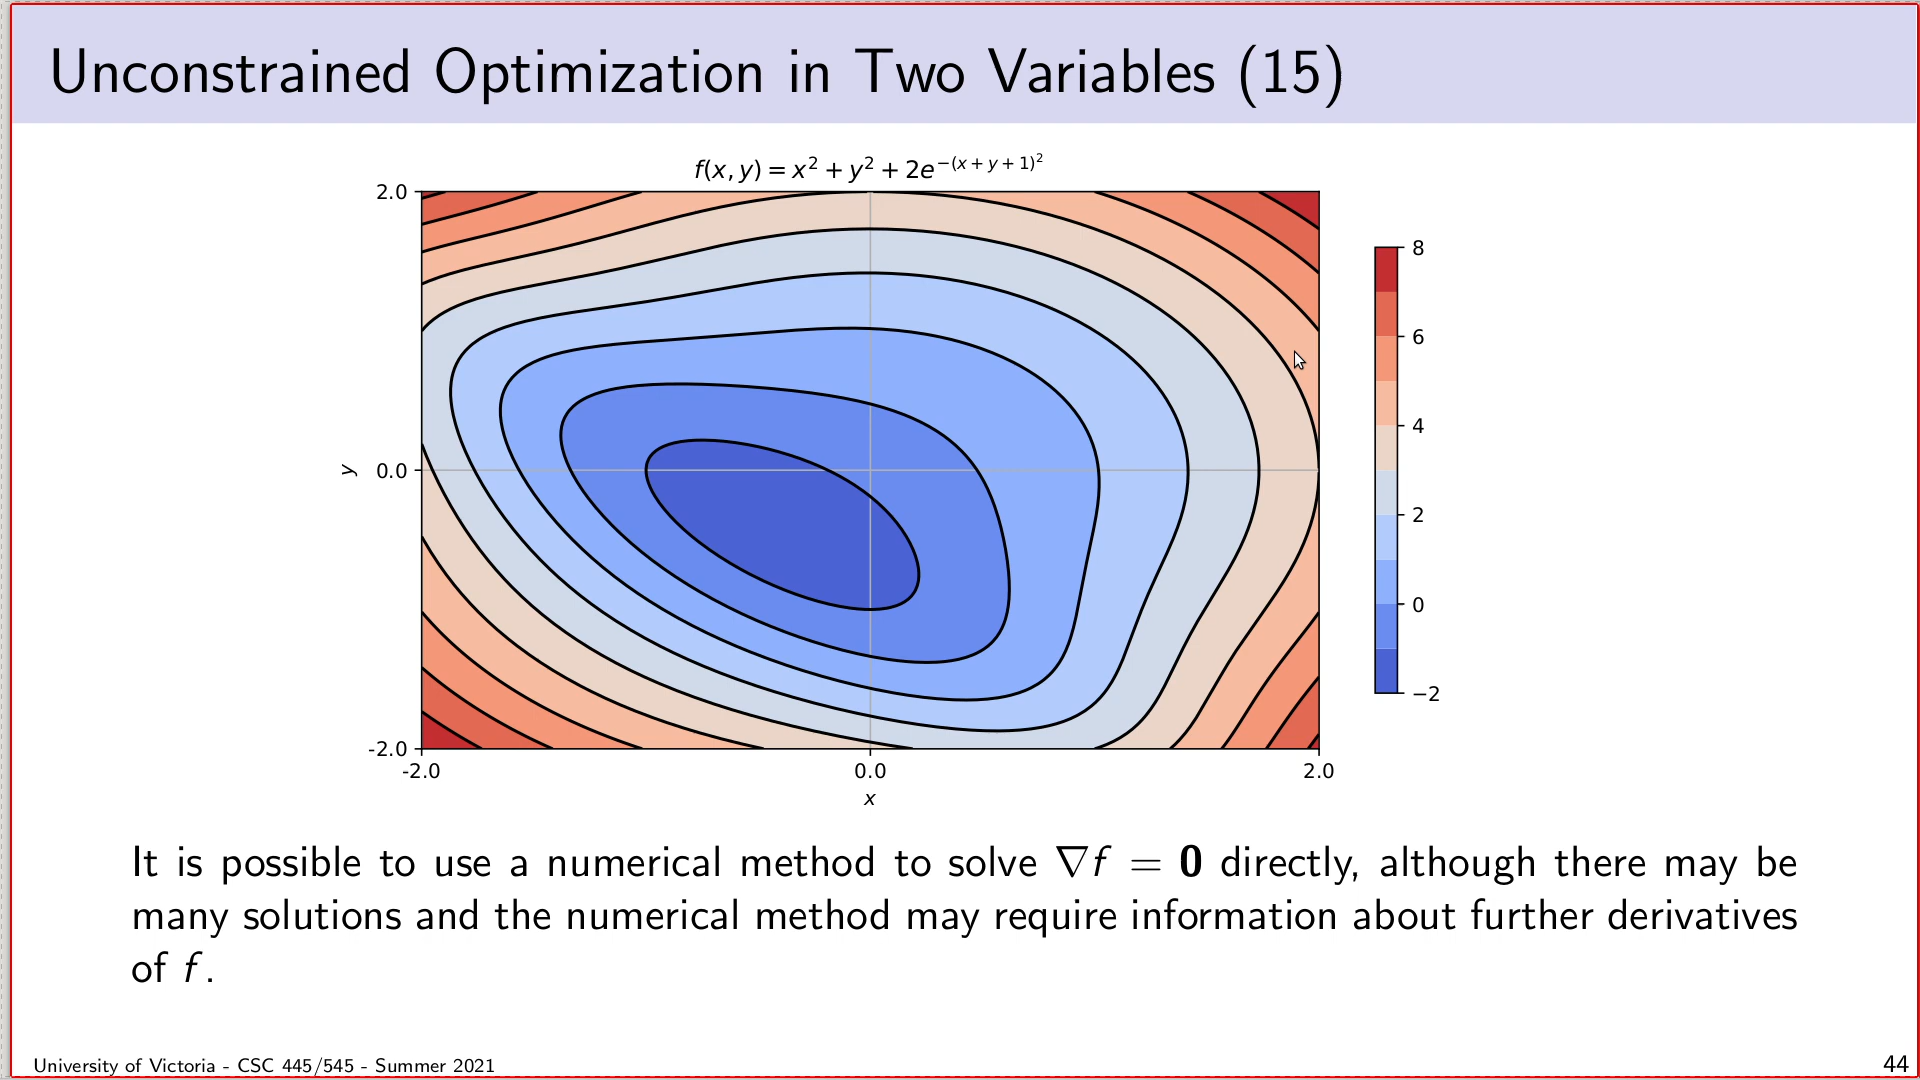 Unconstrained Optimization in Two Variables (15)
f(x, y) = x² + y² + 2e^{−(x + y + 1)²}
2.0
0.0
-2.0
y
-2.0
0.0
2.0
x
8
6
4
2
0
−2
It is possible to use a numerical method to solve ∇f = 0 directly, although there may be
many solutions and the numerical method may require information about further derivatives
of f.
University of Victoria - CSC 445/545 - Summer 2021
44